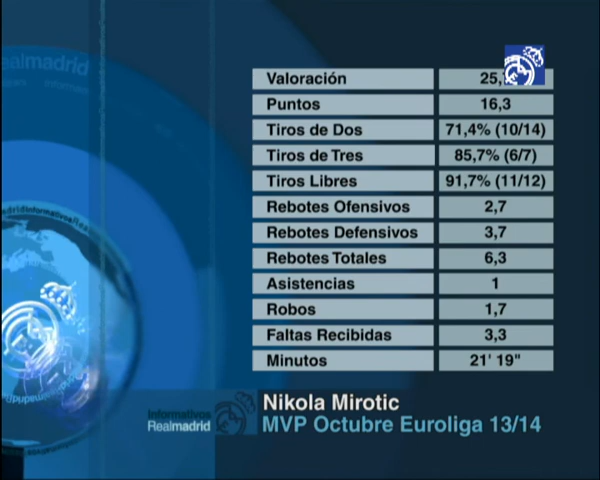 Realmadrid
Valoración 25,
Puntos 16,3
Tiros de Dos 71,4% (10/14)
Tiros de Tres 85,7% (6/7)
Tiros Libres 91,7% (11/12)
Rebotes Ofensivos 2,7
Rebotes Defensivos 3,7
Rebotes Totales 6,3
Asistencias 1
Robos 1,7
Faltas Recibidas 3,3
Minutos 21' 19"
Nikola Mirotic
Informativos
Realmadrid
MVP Octubre Euroliga 13/14